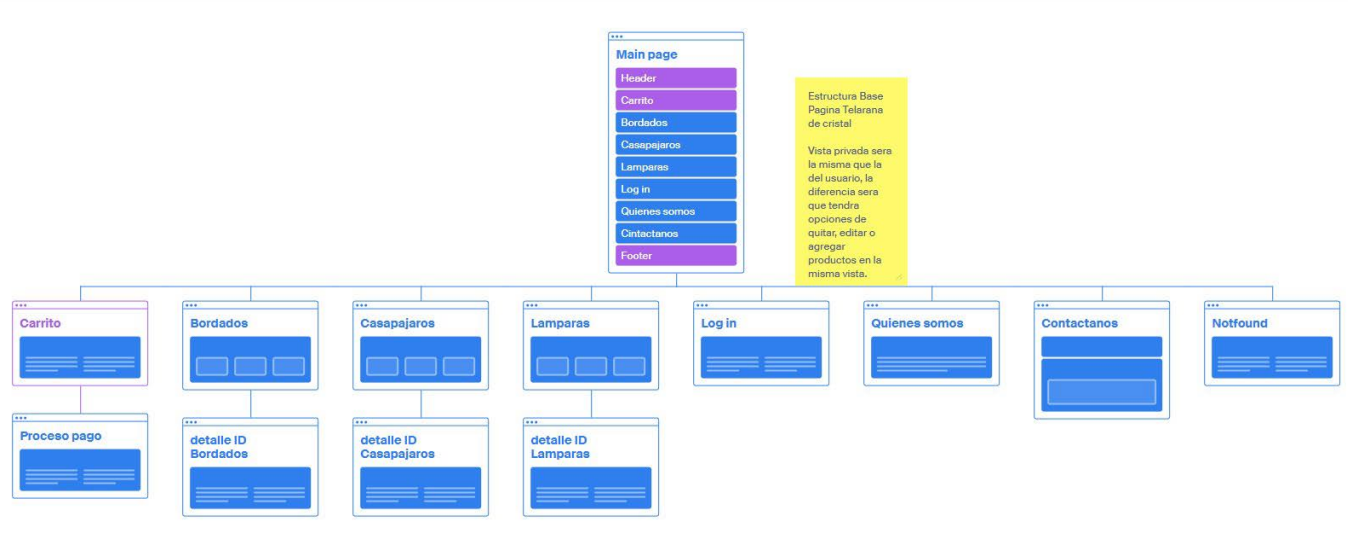 Main page
Header
Carrito
Bordados
Casapajaros
Lamparas
Log in
Quienes somos
Cintactanos
Footer
Estructura Base
Pagina Telarana
de cristal
Vista privada sera
la misma que la
del usuario, la
diferencia sera
que tendra
opciones de
quitar, editar o
agregar
productos en la
misma vista.
Carrito
Bordados
Casapajaros
Lamparas
Log in
Quienes somos
Contactanos
Notfound
Proceso pago
detalle ID
Bordados
detalle ID
Casapajaros
detalle ID
Lamparas